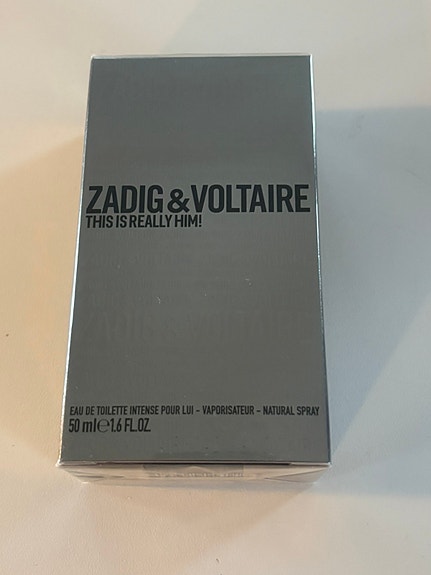 ZADIG & VOLTAIRE
THIS IS REALLY HIM!
EAU DE TOILETTE INTENSE POUR LUI - VAPORISATEUR - NATURAL SPRAY
50 ml℮1.6 FL.OZ.